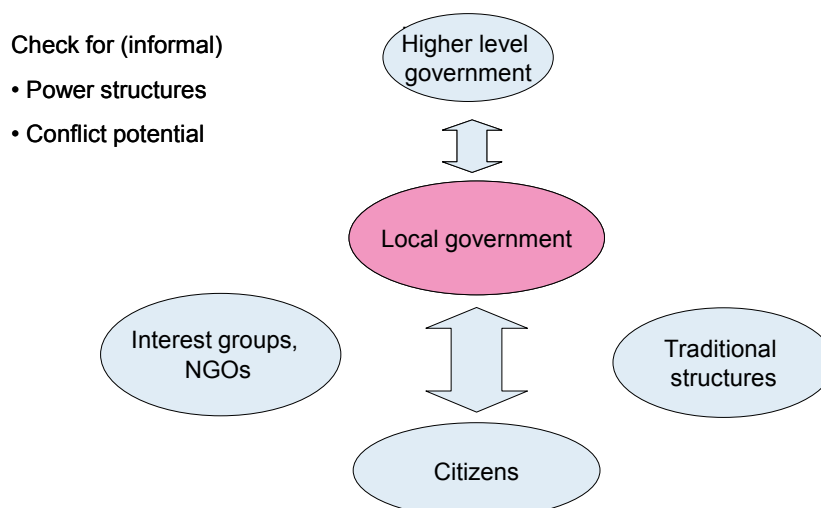 Check for (informal)
• Power structures
• Conflict potential
Higher level
government
Local government
Interest groups,
NGOs
Traditional
structures
Citizens